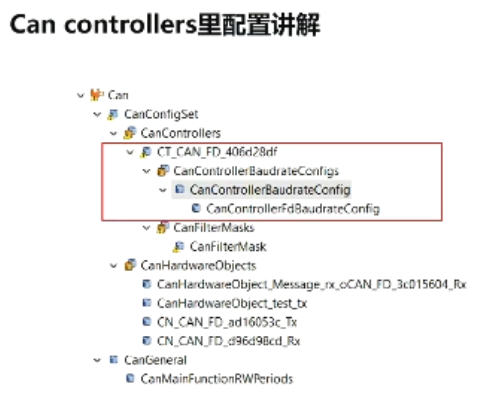 Can controllers里配置讲解
Can
CanConfigSet
CanControllers
CT_CAN_FD_406d28df
CanControllerBaudrateConfigs
CanControllerBaudrateConfig
CanControllerFdBaudrateConfig
CanFilterMasks
CanFilterMask
CanHardwareObjects
CanHardwareObject_Message_rx_oCAN_FD_3c015604_Rx
CanHardwareObject_test_tx
CN_CAN_FD_ad16053c_Tx
CN_CAN_FD_d96d98cd_Rx
CanGeneral
CanMainFunctionRWPeriods